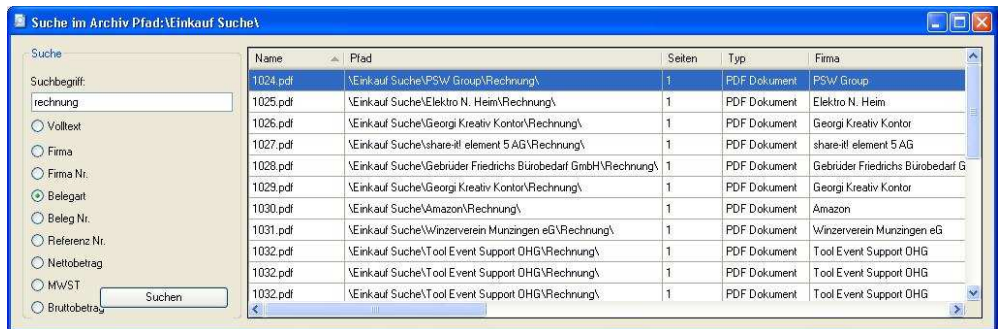 Suche im Archiv Pfad:\Einkauf Suche\
Suche
Suchbegriff:
rechnung
Volltext
Firma
Firma Nr.
Belegart
Beleg Nr.
Referenz Nr.
Nettobetrag
MWST
Bruttobetrag
Suchen
Name Pfad Seiten Typ Firma
1024.pdf \Einkauf Suche\PSW Group\Rechnung\ 1 PDF Dokument PSW Group
1025.pdf \Einkauf Suche\Elektro N. Heim\Rechnung\ 1 PDF Dokument Elektro N. Heim
1026.pdf \Einkauf Suche\Georgi Kreativ Kontor\Rechnung\ 1 PDF Dokument Georgi Kreativ Kontor
1027.pdf \Einkauf Suche\share-it! element 5 AG\Rechnung\ 1 PDF Dokument share-it! element 5 AG
1028.pdf \Einkauf Suche\Gebrüder Friedrichs Bürobedarf GmbH\Rechnung\ 1 PDF Dokument Gebrüder Friedrichs Bürobedarf G
1029.pdf \Einkauf Suche\Georgi Kreativ Kontor\Rechnung\ 1 PDF Dokument Georgi Kreativ Kontor
1030.pdf \Einkauf Suche\Amazon\Rechnung\ 1 PDF Dokument Amazon
1031.pdf \Einkauf Suche\Winzerverein Munzingen eG\Rechnung\ 1 PDF Dokument Winzerverein Munzingen eG
1032.pdf \Einkauf Suche\Tool Event Support OHG\Rechnung\ 1 PDF Dokument Tool Event Support OHG
1032.pdf \Einkauf Suche\Tool Event Support OHG\Rechnung\ 1 PDF Dokument Tool Event Support OHG
1032.pdf \Einkauf Suche\Tool Event Support OHG\Rechnung\ 1 PDF Dokument Tool Event Support OHG